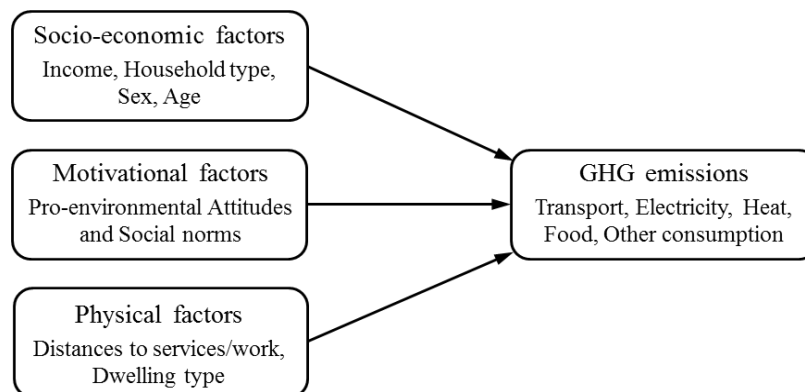 Socio-economic factors
Income, Household type,
Sex, Age
Motivational factors
Pro-environmental Attitudes
and Social norms
Physical factors
Distances to services/work,
Dwelling type
GHG emissions
Transport, Electricity, Heat,
Food, Other consumption